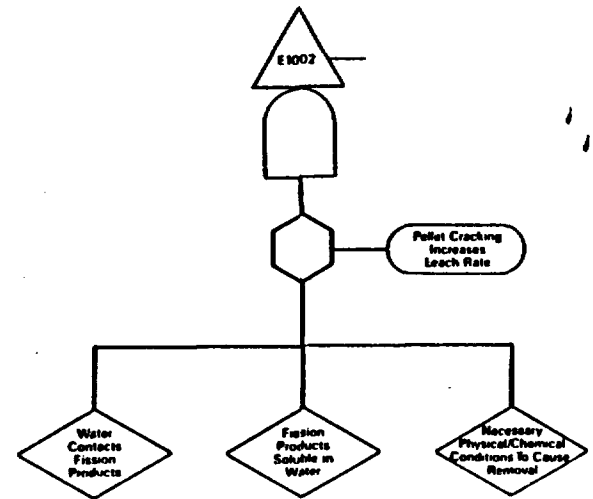 E1002
Pellet Cracking
Increases
Leach Rate
Water
Contacts
Fission
Products
Fission
Products
Soluble in
Water
Necessary
Physical/Chemical
Conditions To Cause
Removal